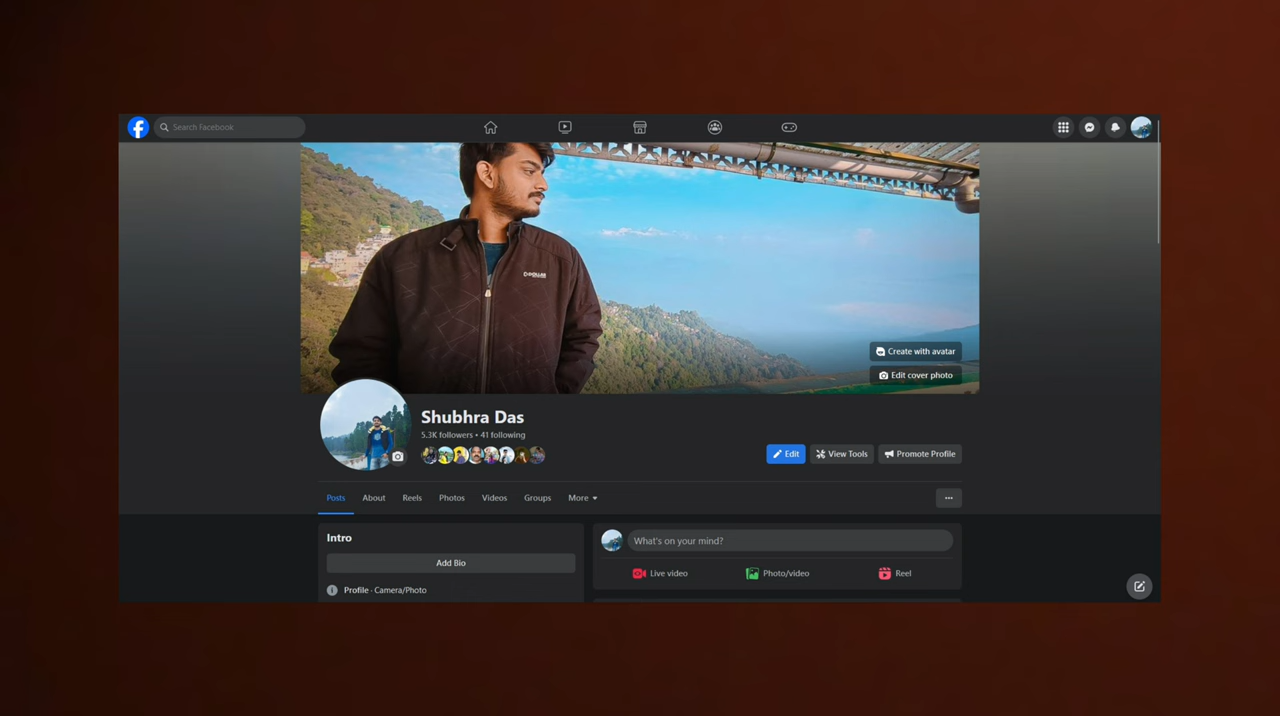 Search Facebook
DOLLAR
Create with avatar
Edit cover photo
Shubhra Das
5.3K followers • 41 following
Edit
View Tools
Promote Profile
Posts
About
Reels
Photos
Videos
Groups
More
Intro
Add Bio
Profile · Camera/Photo
What's on your mind?
Live video
Photo/video
Reel